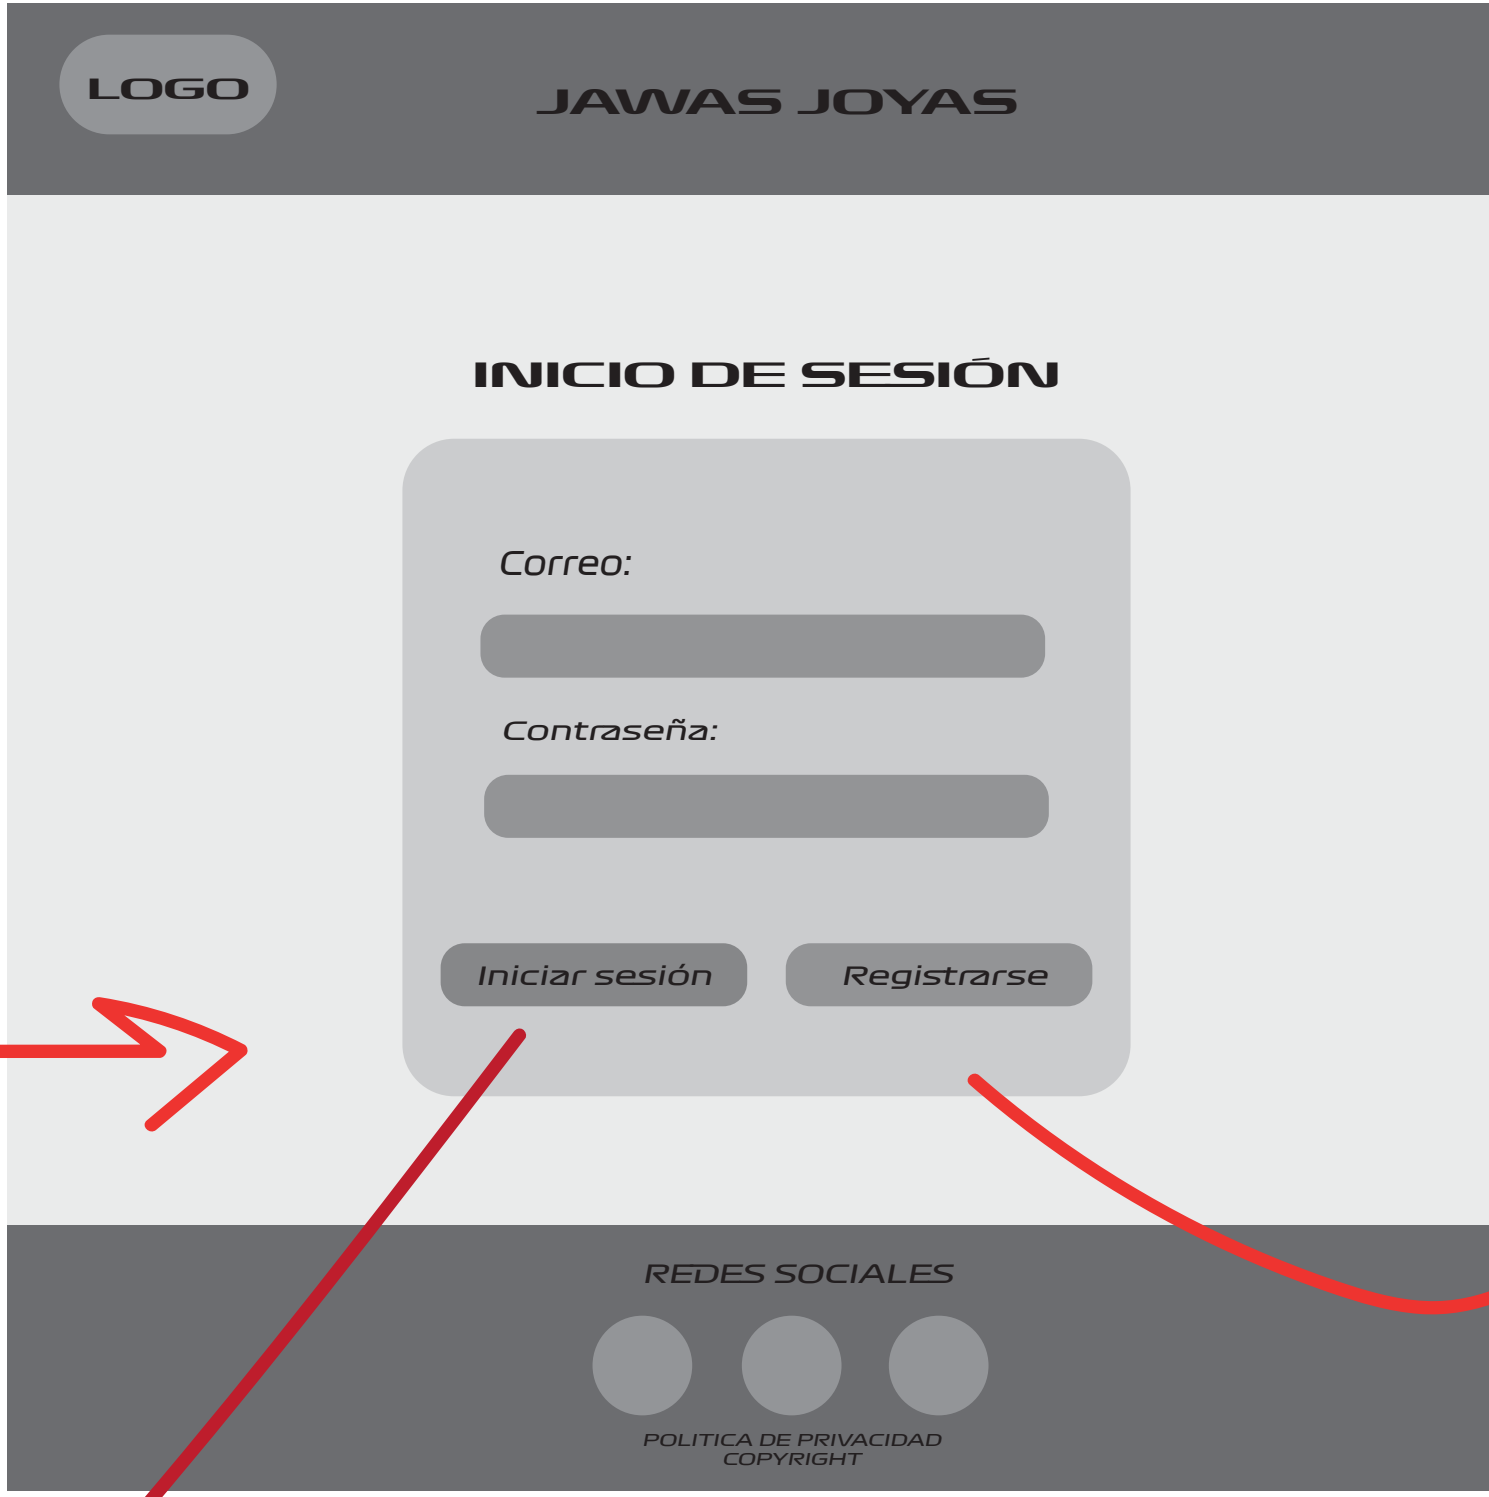 LOGO
JAWAS JOYAS
INICIO DE SESIÓN
Correo:
Contraseña:
Iniciar sesión
Registrarse
REDES SOCIALES
POLITICA DE PRIVACIDAD
COPYRIGHT